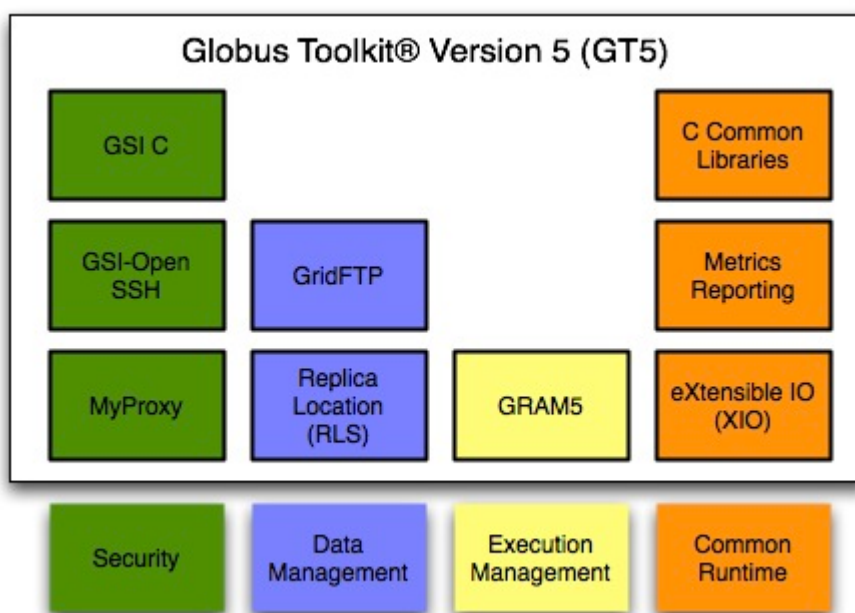 Globus Toolkit® Version 5 (GT5)
GSI C
C Common
Libraries
GSI-Open
SSH
GridFTP
Metrics
Reporting
MyProxy
Replica
Location
(RLS)
GRAM5
eXtensible IO
(XIO)
Security
Data
Management
Execution
Management
Common
Runtime